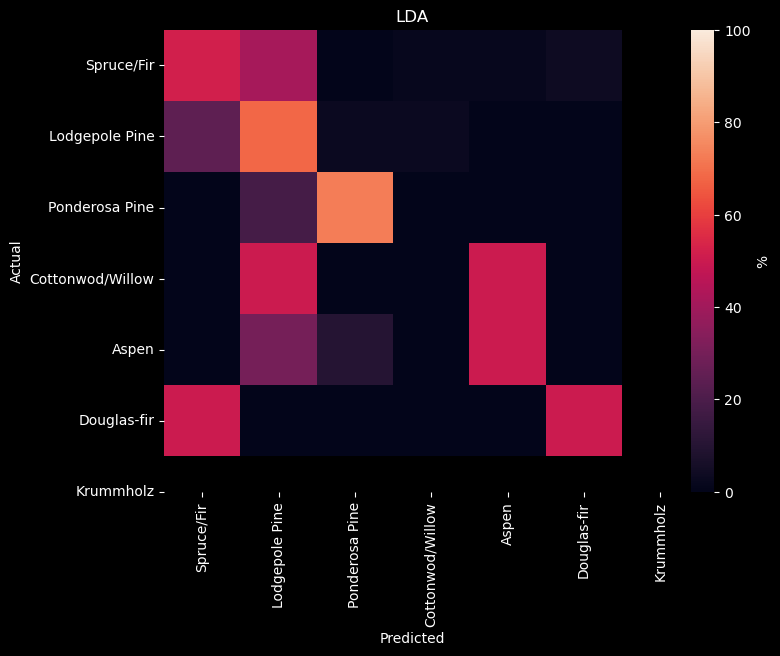 LDA
Spruce/Fir
Lodgepole Pine
Ponderosa Pine
Cottonwod/Willow
Aspen
Douglas-fir
Krummholz
Actual
Spruce/Fir
Lodgepole Pine
Ponderosa Pine
Cottonwod/Willow
Aspen
Douglas-fir
Krummholz
Predicted
100
80
60
40
20
0
%